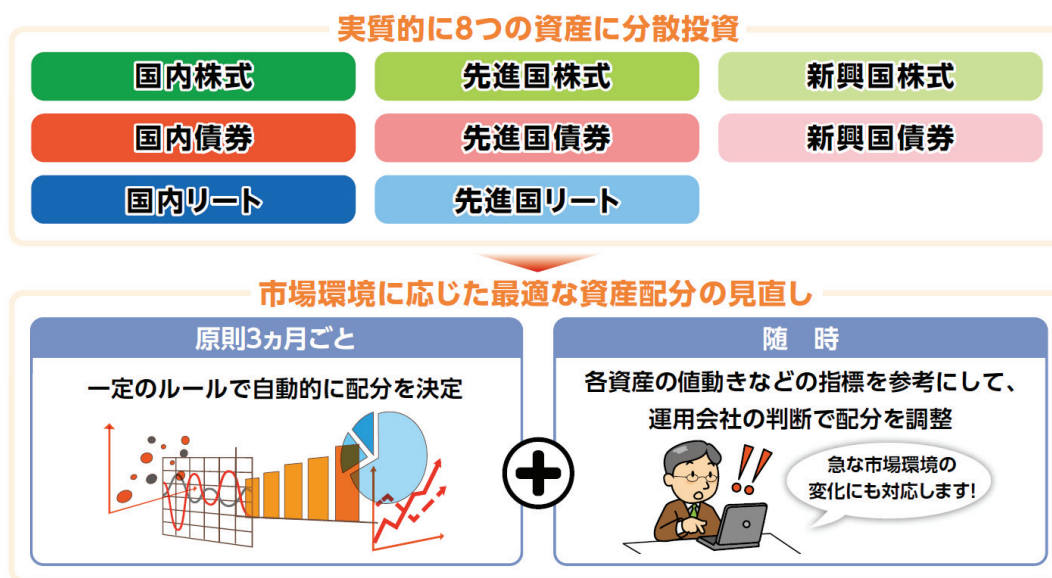 実質的に8つの資産に分散投資
国内株式
先進国株式
新興国株式
国内債券
先進国債券
新興国債券
国内リート
先進国リート
市場環境に応じた最適な資産配分の見直し
原則3ヵ月ごと
一定のルールで自動的に配分を決定
随 時
各資産の値動きなどの指標を参考にして、
運用会社の判断で配分を調整
急な市場環境の
変化にも対応します!